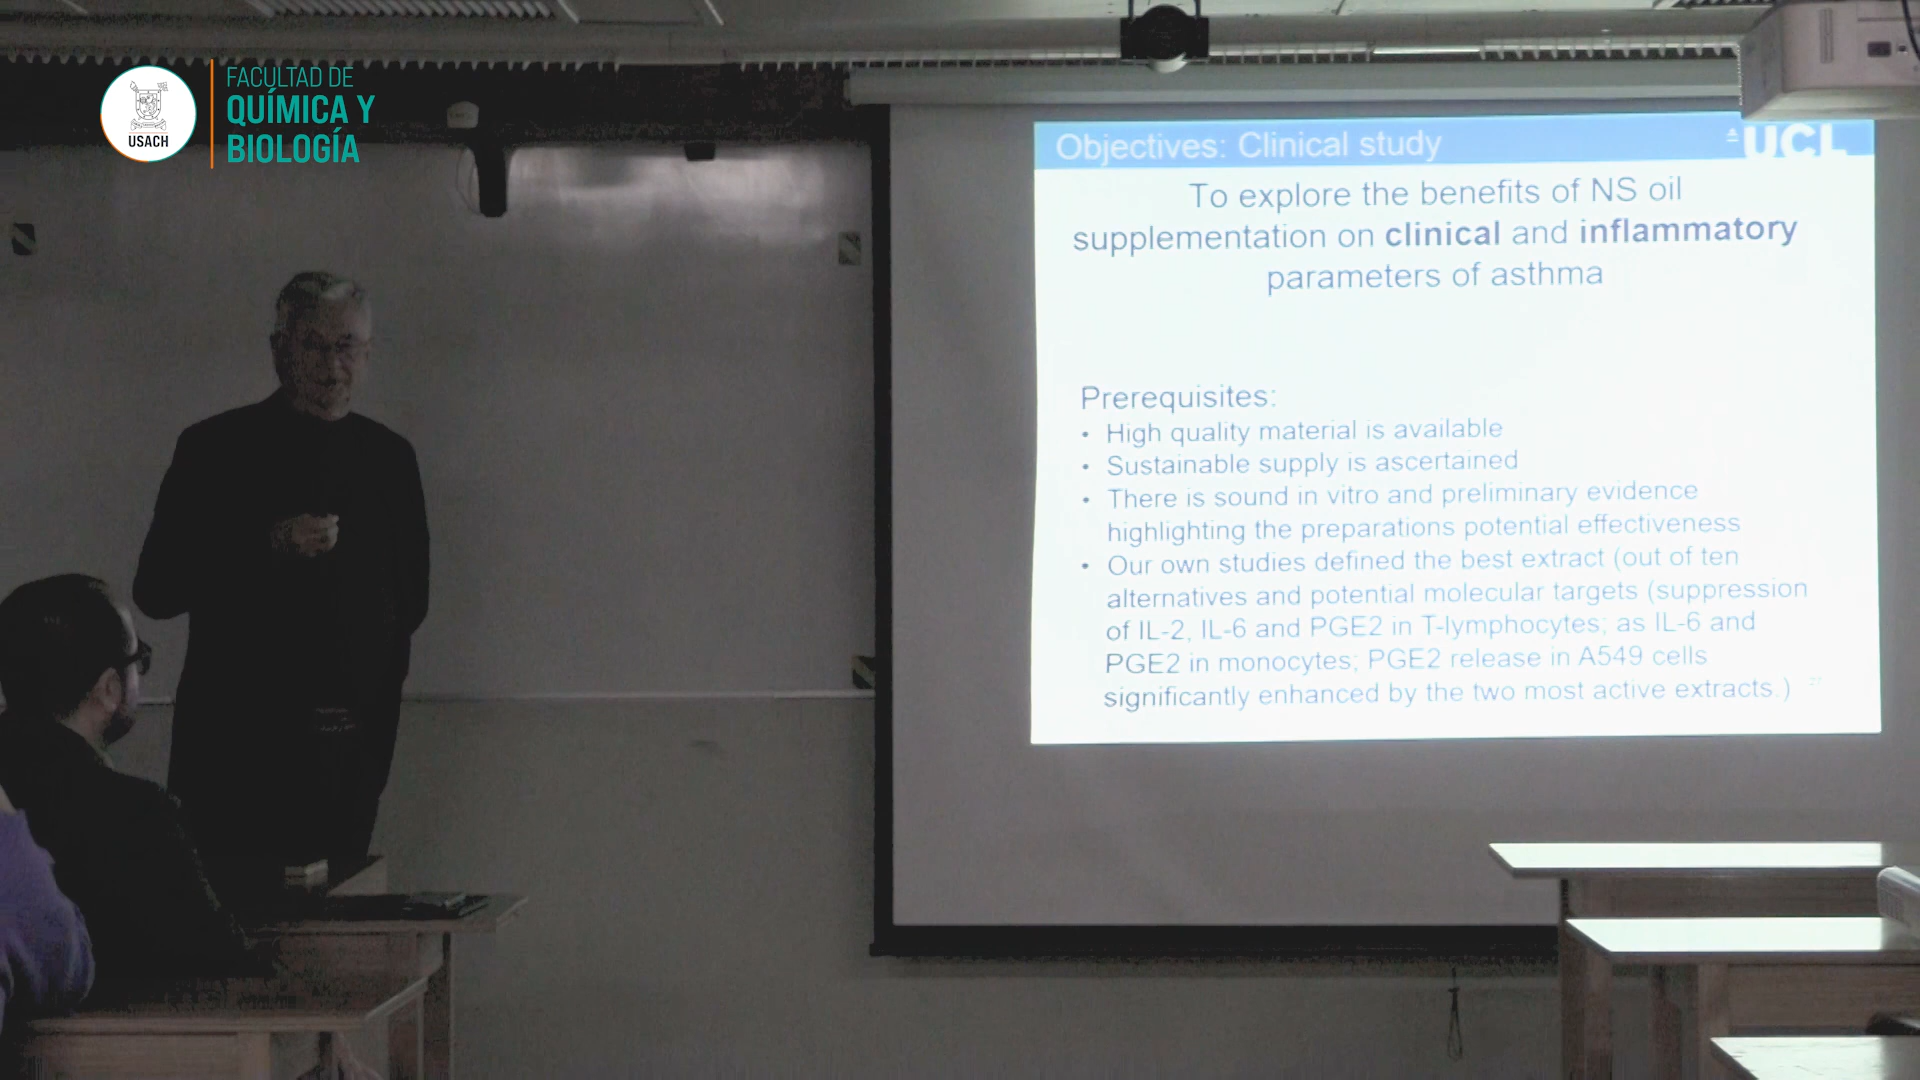 USACH
FACULTAD DE
QUÍMICA Y
BIOLOGÍA
Objectives: Clinical study
UCL
To explore the benefits of NS oil
supplementation on clinical and inflammatory
parameters of asthma
Prerequisites:
• High quality material is available
• Sustainable supply is ascertained
• There is sound in vitro and preliminary evidence
highlighting the preparations potential effectiveness
• Our own studies defined the best extract (out of ten
alternatives and potential molecular targets (suppression
of IL-2, IL-6 and PGE2 in T-lymphocytes; as IL-6 and
PGE2 in monocytes; PGE2 release in A549 cells
significantly enhanced by the two most active extracts.)